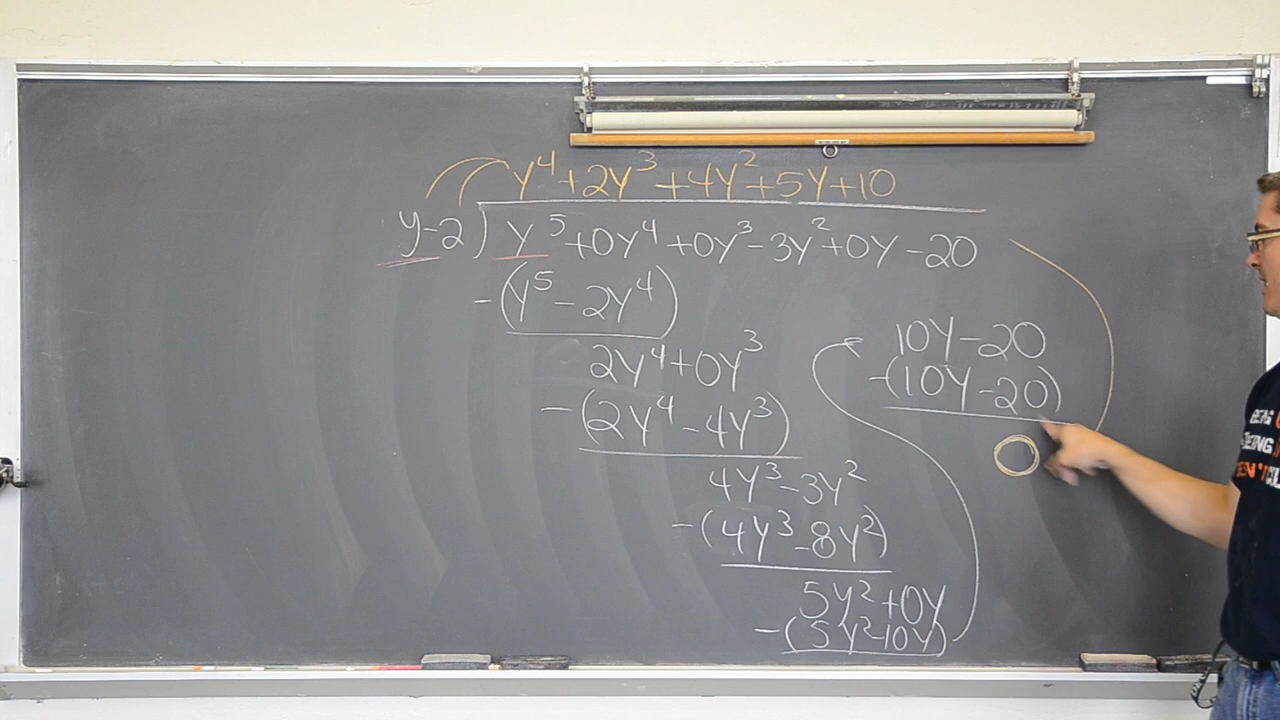 y⁴+2y³+4y²+5y+10
y-2)y⁵+0y⁴+0y³-3y²+0y-20
-(y⁵-2y⁴)
2y⁴+0y³
-(2y⁴-4y³)
4y³-3y²
-(4y³-8y²)
5y²+0y
-(5y²-10y)
10y-20
-(10y-20)
0